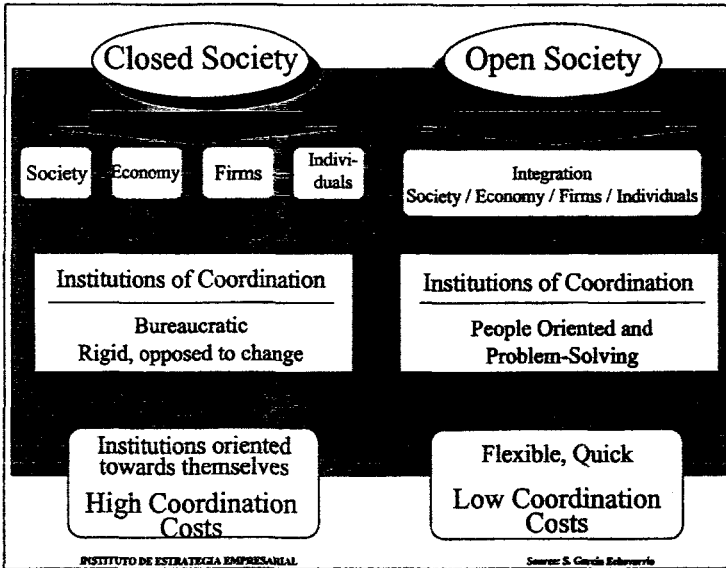 Closed Society
Open Society
Society
Economy
Firms
Indivi-
duals
Integration
Society / Economy / Firms / Individuals
Institutions of Coordination
Bureaucratic
Rigid, opposed to change
Institutions of Coordination
People Oriented and
Problem-Solving
Institutions oriented
towards themselves
High Coordination
Costs
Flexible, Quick
Low Coordination
Costs
INSTITUTO DE ESTRATEGIA EMPRESARIAL
Source: S. García Echevarría